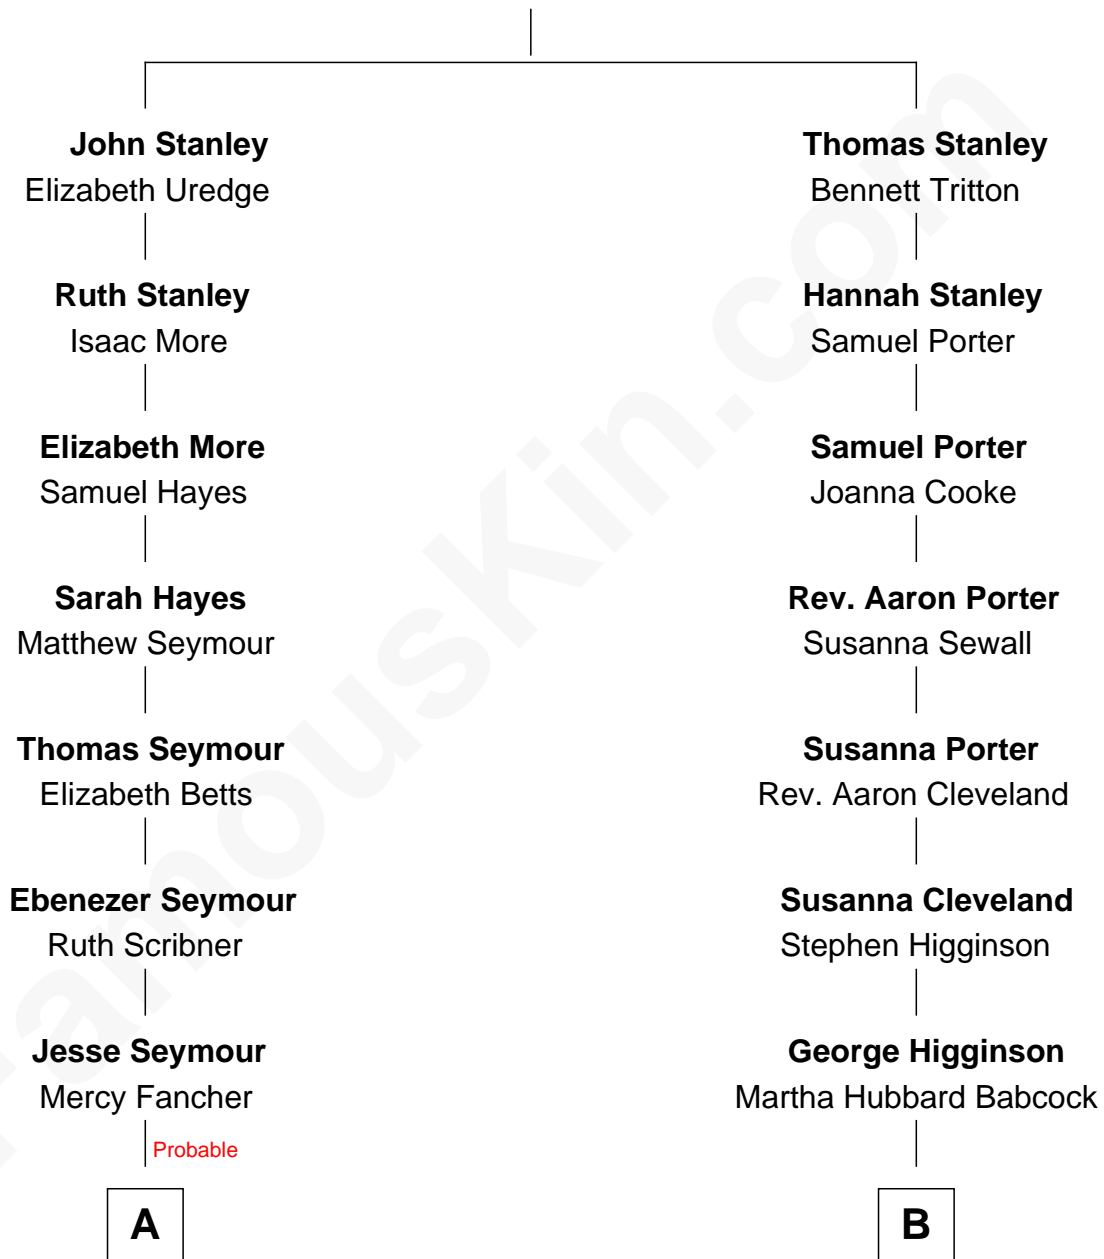 John Stanley
Elizabeth Uredge
Thomas Stanley
Bennett Tritton
Ruth Stanley
Isaac More
Hannah Stanley
Samuel Porter
Elizabeth More
Samuel Hayes
Samuel Porter
Joanna Cooke
Sarah Hayes
Matthew Seymour
Rev. Aaron Porter
Susanna Sewall
Thomas Seymour
Elizabeth Betts
Susanna Porter
Rev. Aaron Cleveland
Ebenezer Seymour
Ruth Scribner
Susanna Cleveland
Stephen Higginson
Jesse Seymour
Mercy Fancher
George Higginson
Martha Hubbard Babcock
Probable
A
B
FamousKin.com